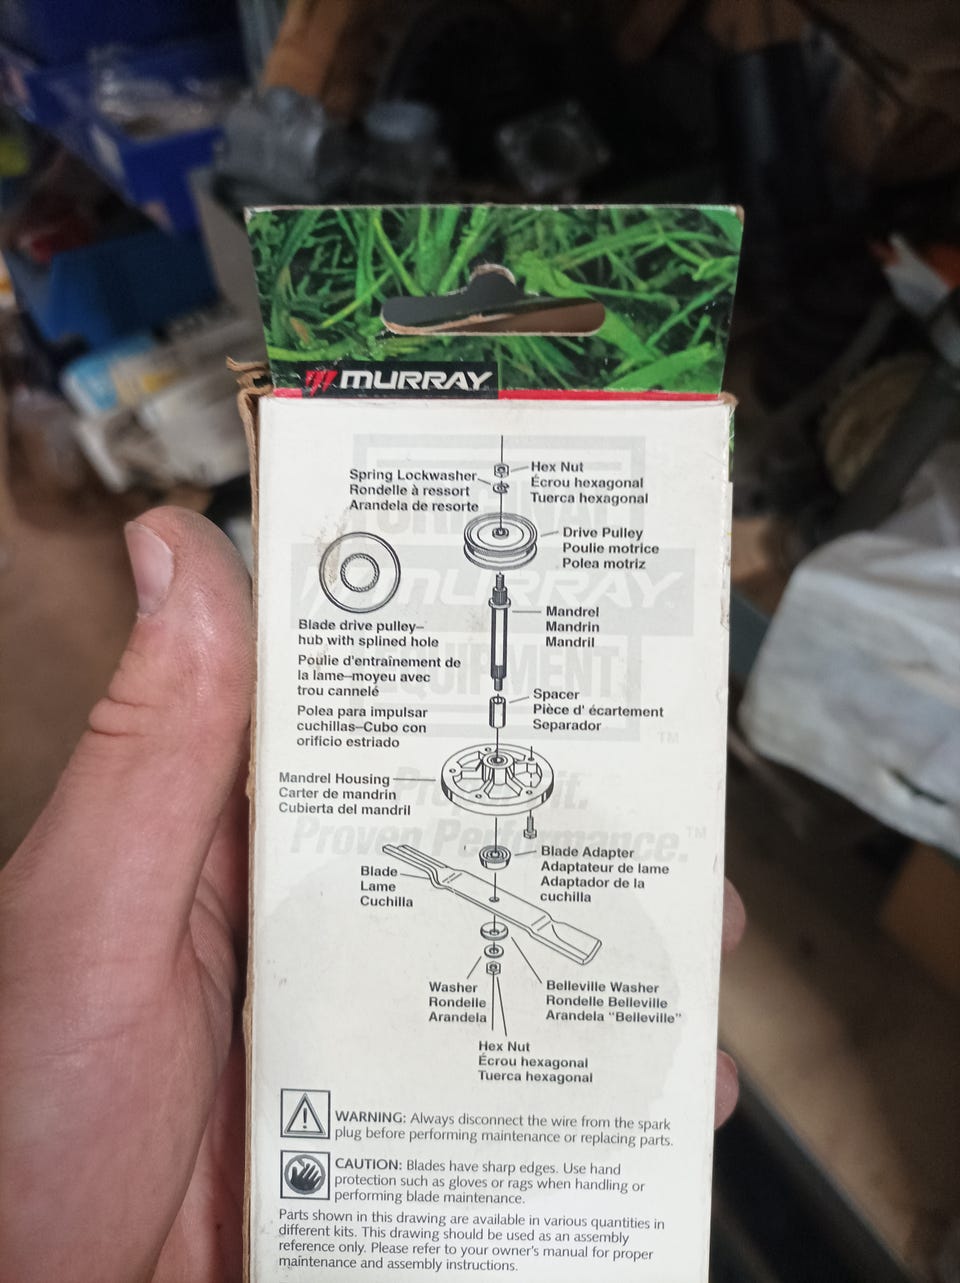 MURRAY
Hex Nut
Écrou hexagonal
Tuerca hexagonal
Spring Lockwasher
Rondelle à ressort
Arandela de resorte
Drive Pulley
Poulie motrice
Polea motriz
Mandrel
Mandrin
Mandril
Blade drive pulley–
hub with splined hole
Poulie d'entraînement de
la lame–moyeu avec
trou cannelé
Polea para impulsar
cuchillas–Cubo con
orificio estriado
Spacer
Pièce d' écartement
Separador
Mandrel Housing
Carter de mandrin
Cubierta del mandril
Blade Adapter
Adaptateur de lame
Adaptador de la
cuchilla
Blade
Lame
Cuchilla
Washer
Rondelle
Arandela
Belleville Washer
Rondelle Belleville
Arandela "Belleville"
Hex Nut
Écrou hexagonal
Tuerca hexagonal
WARNING: Always disconnect the wire from the spark
plug before performing maintenance or replacing parts.
CAUTION: Blades have sharp edges. Use hand
protection such as gloves or rags when handling or
performing blade maintenance.
Parts shown in this drawing are available in various quantities in
different kits. This drawing should be used as an assembly
reference only. Please refer to your owner's manual for proper
maintenance and assembly instructions.
MURRAY
EQUIPMENT
TM
Proven Performance.
TM